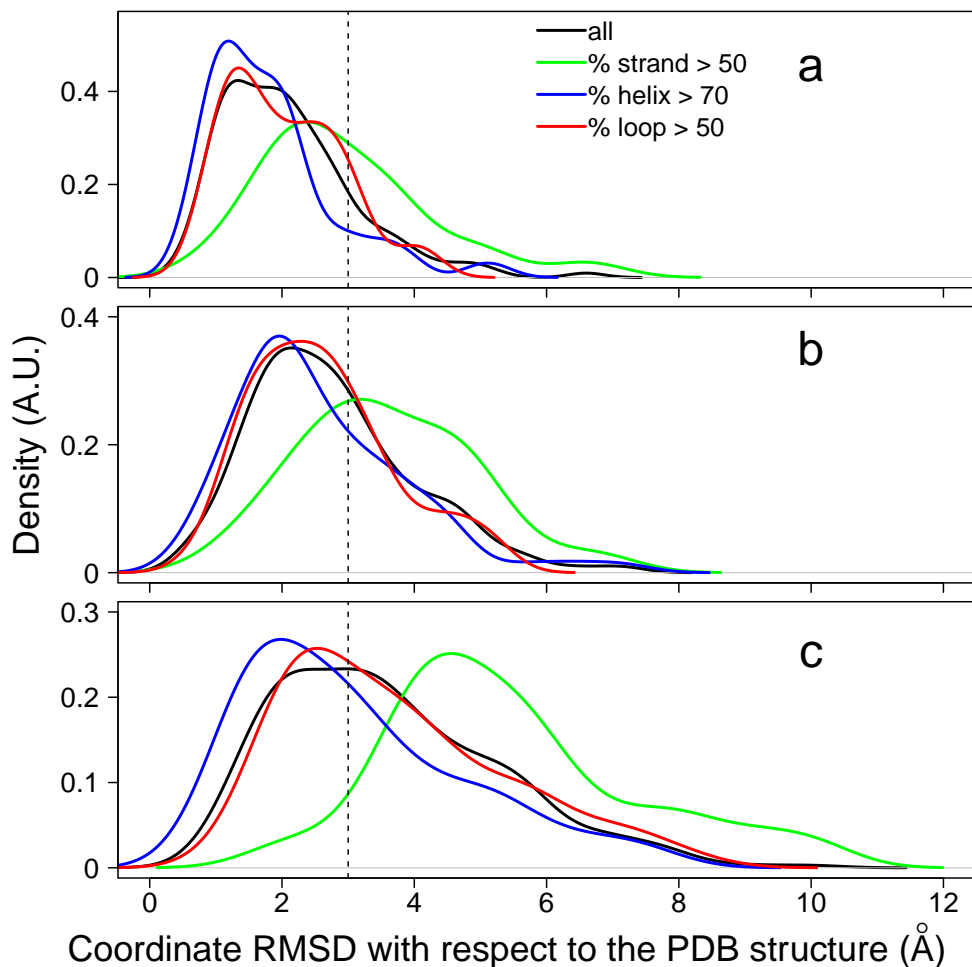 all
% strand > 50
% helix > 70
% loop > 50
a
0.4
0.2
0
b
0.4
0.2
0
c
0.3
0.2
0.1
0
Density (A.U.)
0 2 4 6 8 10 12
Coordinate RMSD with respect to the PDB structure (Å)